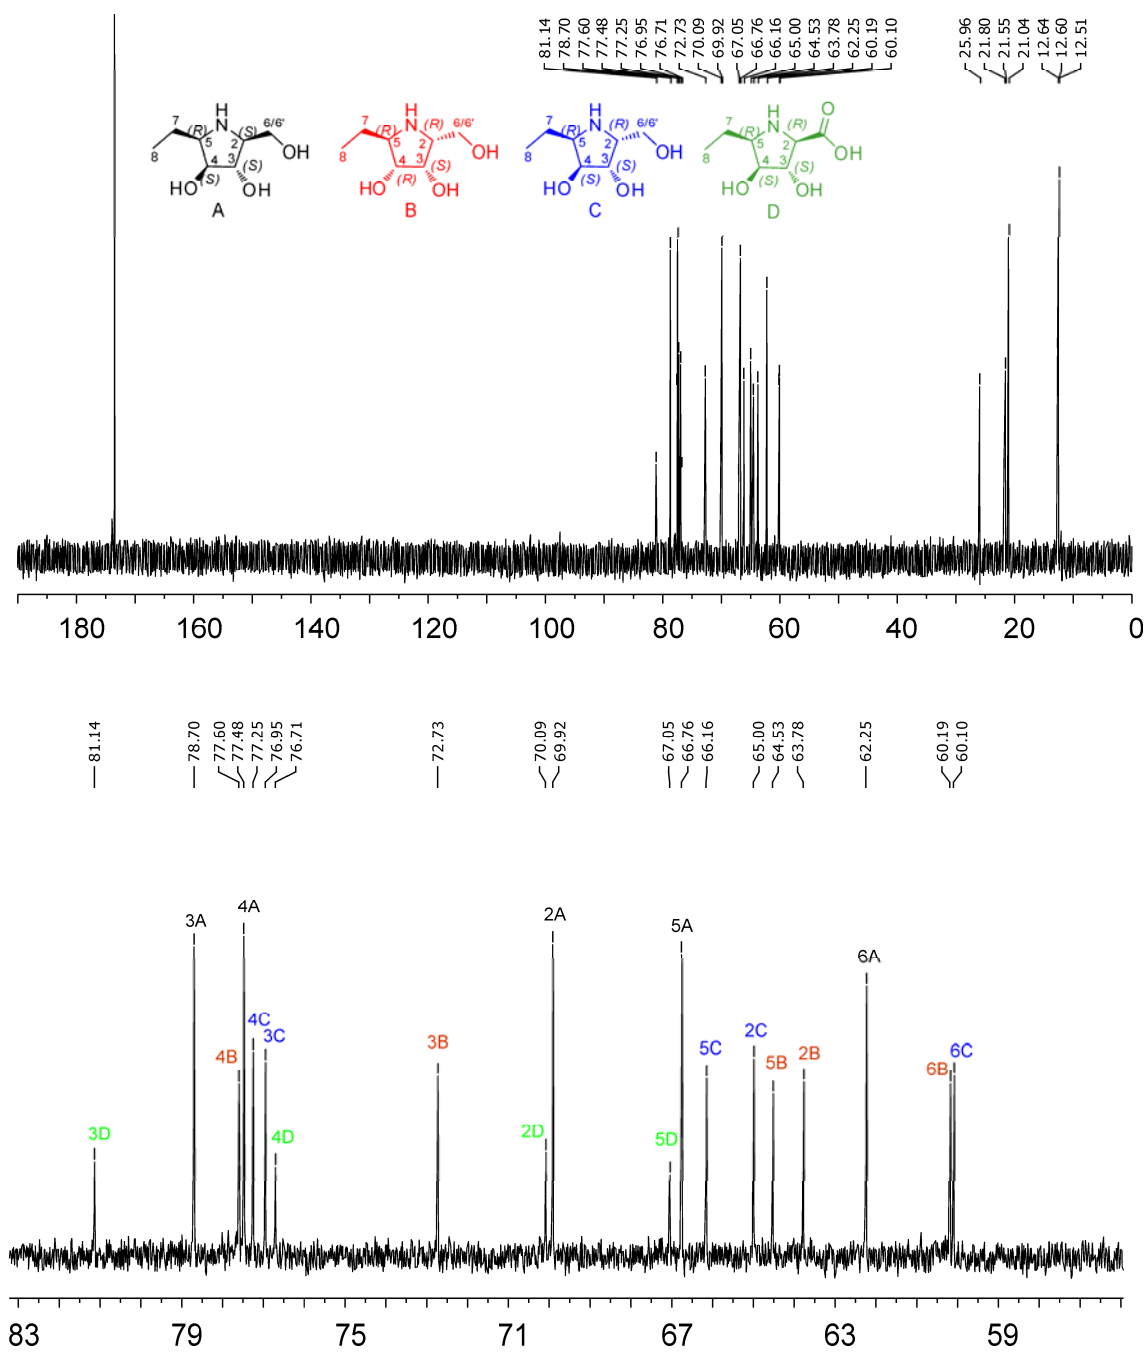 81.14
78.70
77.60
77.48
77.25
76.95
76.71
72.73
70.09
69.92
67.05
66.76
66.16
65.00
64.53
63.78
62.25
60.19
60.10
25.96
21.80
21.55
21.04
12.64
12.60
12.51
H
N
7
8
(R)
5
2
(S)
6/6'
OH
4
3
(S)
(S)
HO
OH
A
H
N
7
8
(R)
5
2
(R)
6/6'
OH
4
3
(S)
(R)
HO
OH
B
H
N
7
8
(R)
5
2
(R)
6/6'
OH
4
3
(S)
(S)
HO
OH
C
H
N
7
8
(R)
5
2
(R)
O
OH
4
3
(S)
(S)
HO
OH
D
180 160 140 120 100 80 60 40 20 0
81.14
78.70
77.60
77.48
77.25
76.95
76.71
72.73
70.09
69.92
67.05
66.76
66.16
65.00
64.53
63.78
62.25
60.19
60.10
3D
3A
4B
4A
4C
3C
4D
3B
2D
2A
5D
5A
5C
2C
5B
2B
6A
6B
6C
83 79 75 71 67 63 59